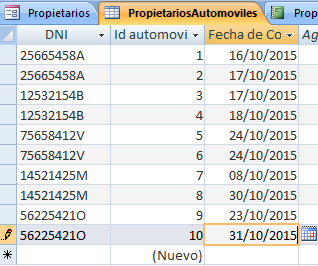 Propietarios PropietariosAutomoviles Prop
DNI Id automovi Fecha de Co Ag
25665458A 1 16/10/2015
25665458A 2 17/10/2015
12532154B 3 17/10/2015
12532154B 4 18/10/2015
75658412V 5 24/10/2015
75658412V 6 24/10/2015
14521425M 7 08/10/2015
14521425M 8 30/10/2015
56225421O 9 23/10/2015
56225421O 10 31/10/2015
(Nuevo)